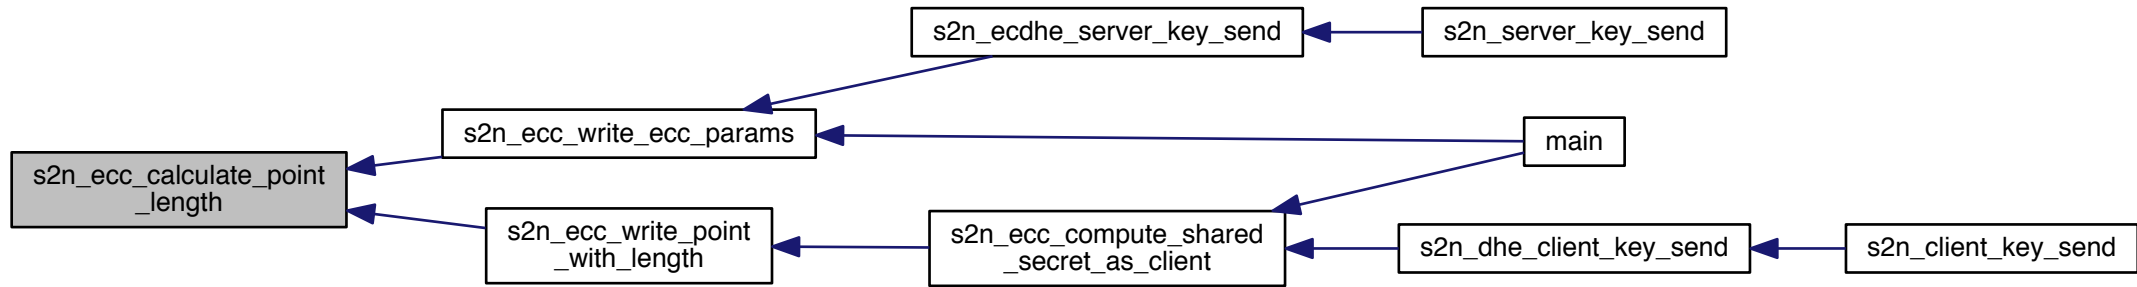 s2n_ecdhe_server_key_send
s2n_server_key_send
s2n_ecc_write_ecc_params
main
s2n_ecc_calculate_point
_length
s2n_ecc_write_point
_with_length
s2n_ecc_compute_shared
_secret_as_client
s2n_dhe_client_key_send
s2n_client_key_send